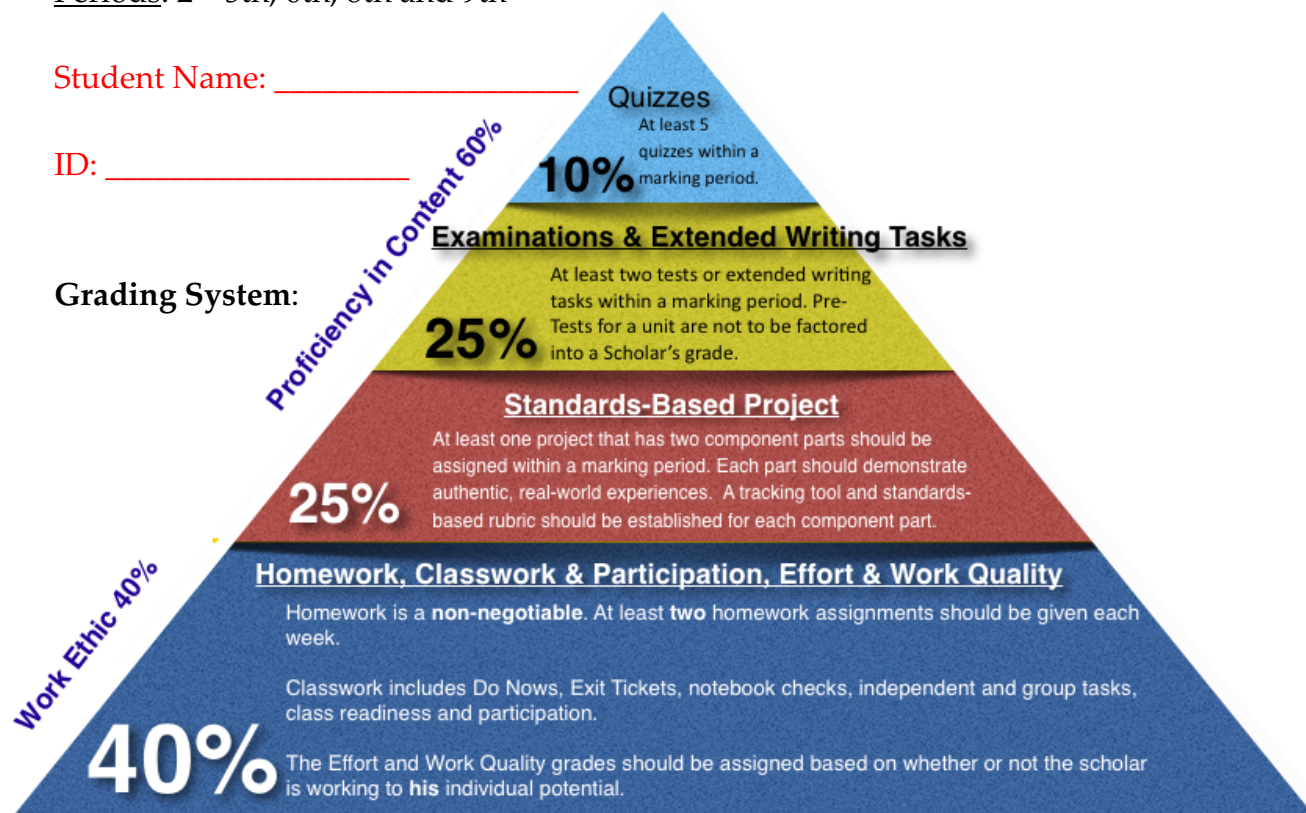 Student Name: ___________________
ID: ___________________
Grading System:
Proficiency in Content 60%
Work Ethic 40%
Quizzes
At least 5
quizzes within a
marking period.
10%
Examinations & Extended Writing Tasks
At least two tests or extended writing
tasks within a marking period. Pre-
Tests for a unit are not to be factored
into a Scholar's grade.
25%
Standards-Based Project
At least one project that has two component parts should be
assigned within a marking period. Each part should demonstrate
authentic, real-world experiences. A tracking tool and standards-
based rubric should be established for each component part.
25%
Homework, Classwork & Participation, Effort & Work Quality
Homework is a non-negotiable. At least two homework assignments should be given each
week.
Classwork includes Do Nows, Exit Tickets, notebook checks, independent and group tasks,
class readiness and participation.
The Effort and Work Quality grades should be assigned based on whether or not the scholar
is working to his individual potential.
40%